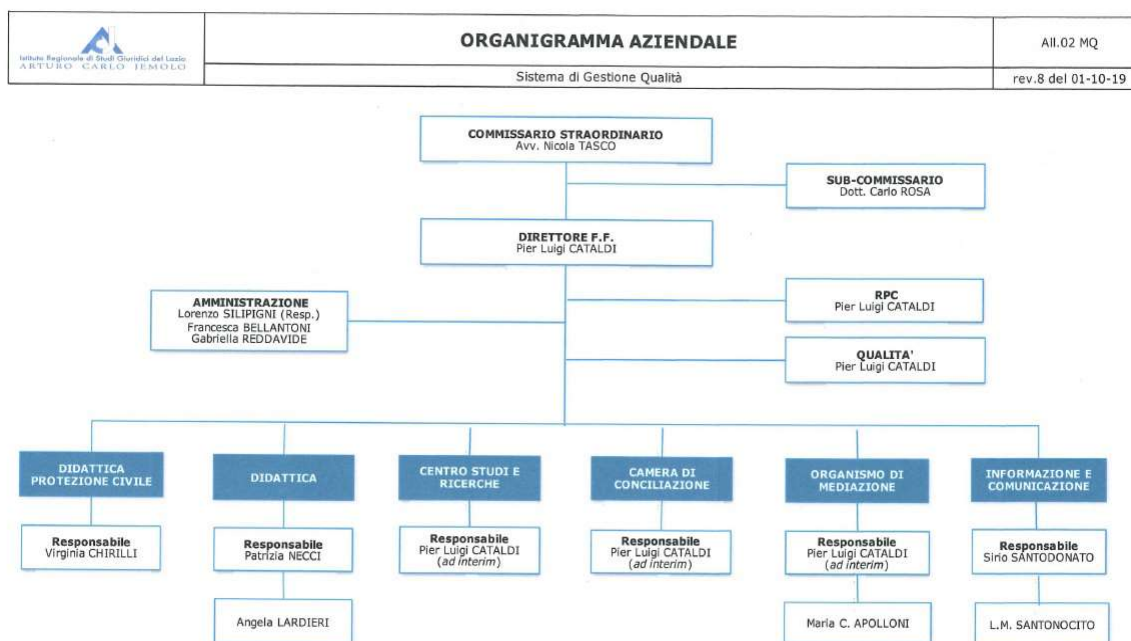 Istituto Regionale di Studi Giuridici del Lazio
ARTURO CARLO JEMOLO
ORGANIGRAMMA AZIENDALE
Sistema di Gestione Qualità
All.02 MQ
rev.8 del 01-10-19
COMMISSARIO STRAORDINARIO
Avv. Nicola TASCO
SUB-COMMISSARIO
Dott. Carlo ROSA
DIRETTORE F.F.
Pier Luigi CATALDI
AMMINISTRAZIONE
Lorenzo SILIPIGNI (Resp.)
Francesca BELLANTONI
Gabriella REDDAVIDE
RPC
Pier Luigi CATALDI
QUALITA'
Pier Luigi CATALDI
DIDATTICA
PROTEZIONE CIVILE
Responsabile
Virginia CHIRILLI
DIDATTICA
Responsabile
Patrizia NECCI
Angela LARDIERI
CENTRO STUDI E
RICERCHE
Responsabile
Pier Luigi CATALDI
(ad interim)
CAMERA DI
CONCILIAZIONE
Responsabile
Pier Luigi CATALDI
(ad interim)
ORGANISMO DI
MEDIAZIONE
Responsabile
Pier Luigi CATALDI
(ad interim)
Maria C. APOLLONI
INFORMAZIONE E
COMUNICAZIONE
Responsabile
Sirio SANTODONATO
L.M. SANTONOCITO